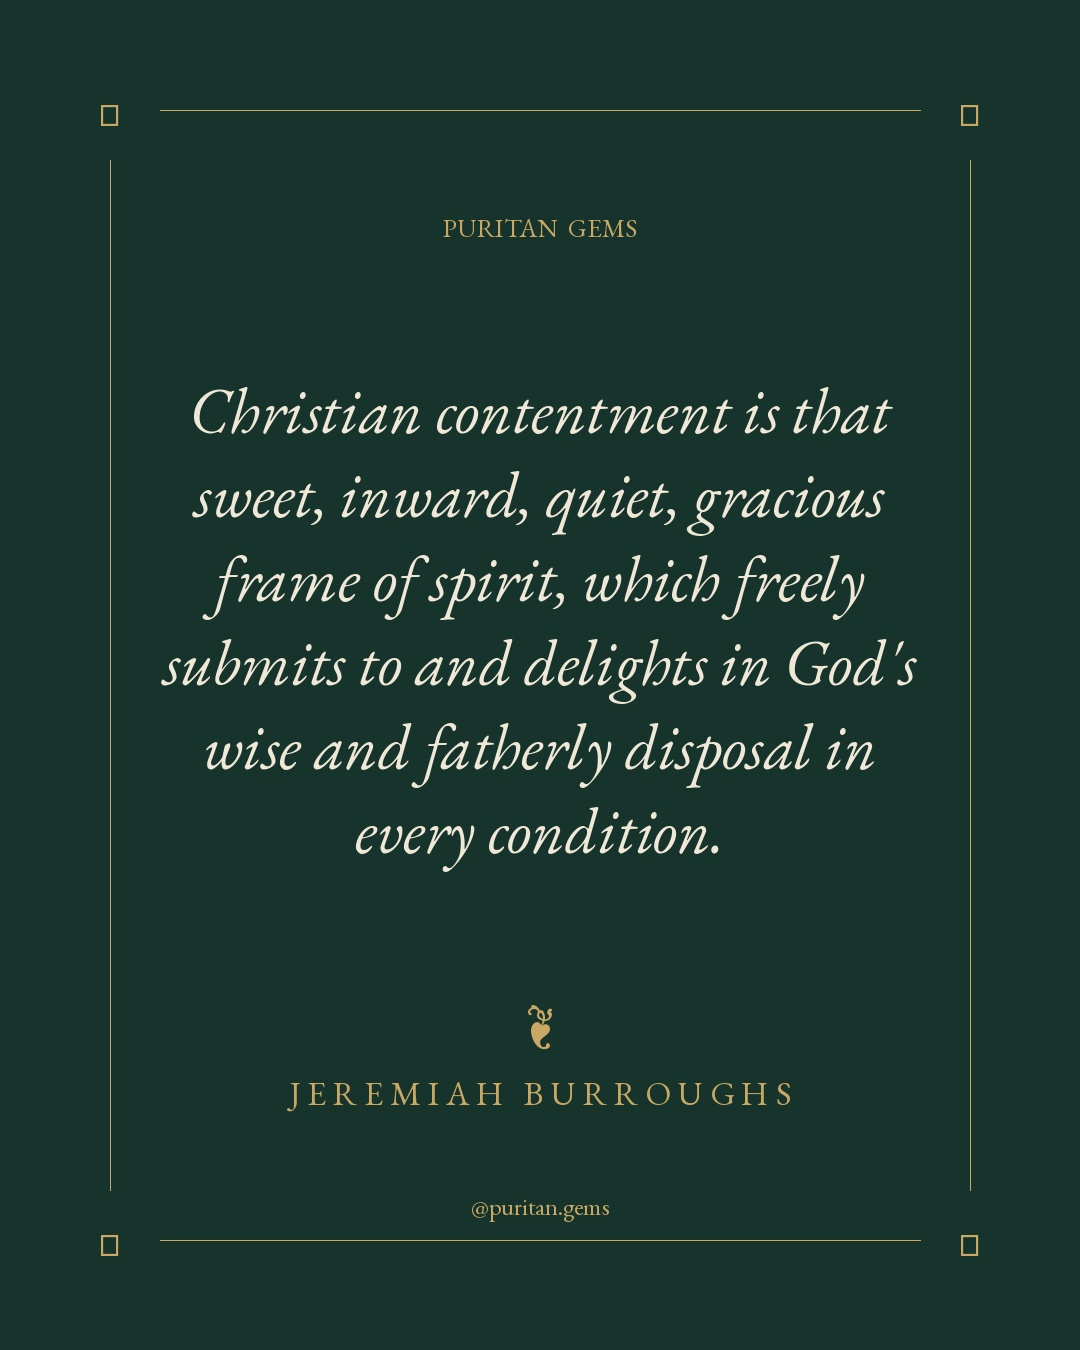 PURITAN GEMS
Christian contentment is that
sweet, inward, quiet, gracious
frame of spirit, which freely
submits to and delights in God's
wise and fatherly disposal in
every condition.
JEREMIAH BURROUGHS
@puritan.gems